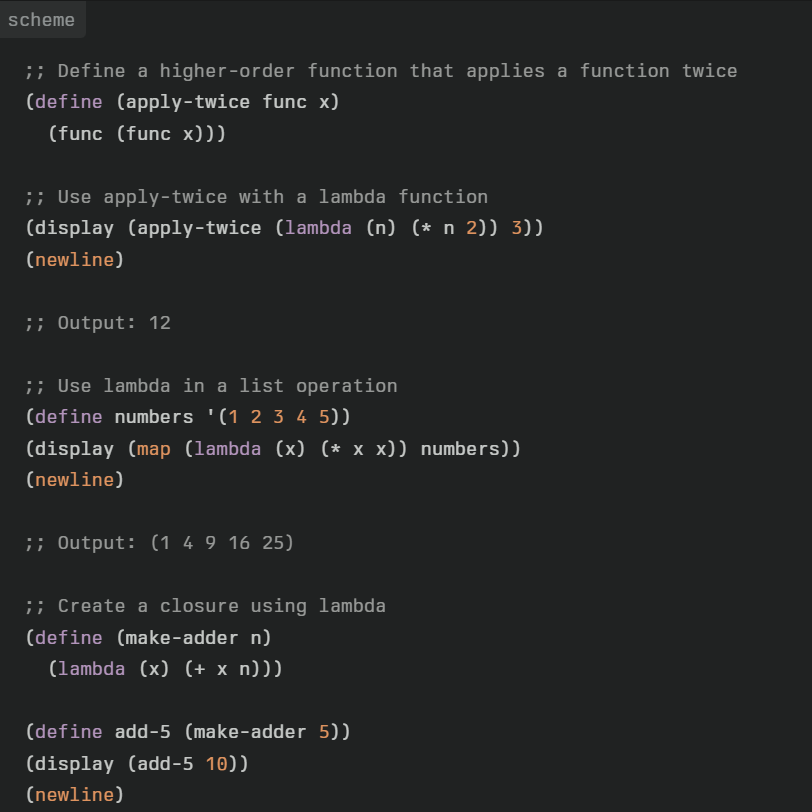 scheme
;; Define a higher-order function that applies a function twice
(define (apply-twice func x)
  (func (func x)))
;; Use apply-twice with a lambda function
(display (apply-twice (lambda (n) (* n 2)) 3))
(newline)
;; Output: 12
;; Use lambda in a list operation
(define numbers '(1 2 3 4 5))
(display (map (lambda (x) (* x x)) numbers))
(newline)
;; Output: (1 4 9 16 25)
;; Create a closure using lambda
(define (make-adder n)
  (lambda (x) (+ x n)))
(define add-5 (make-adder 5))
(display (add-5 10))
(newline)